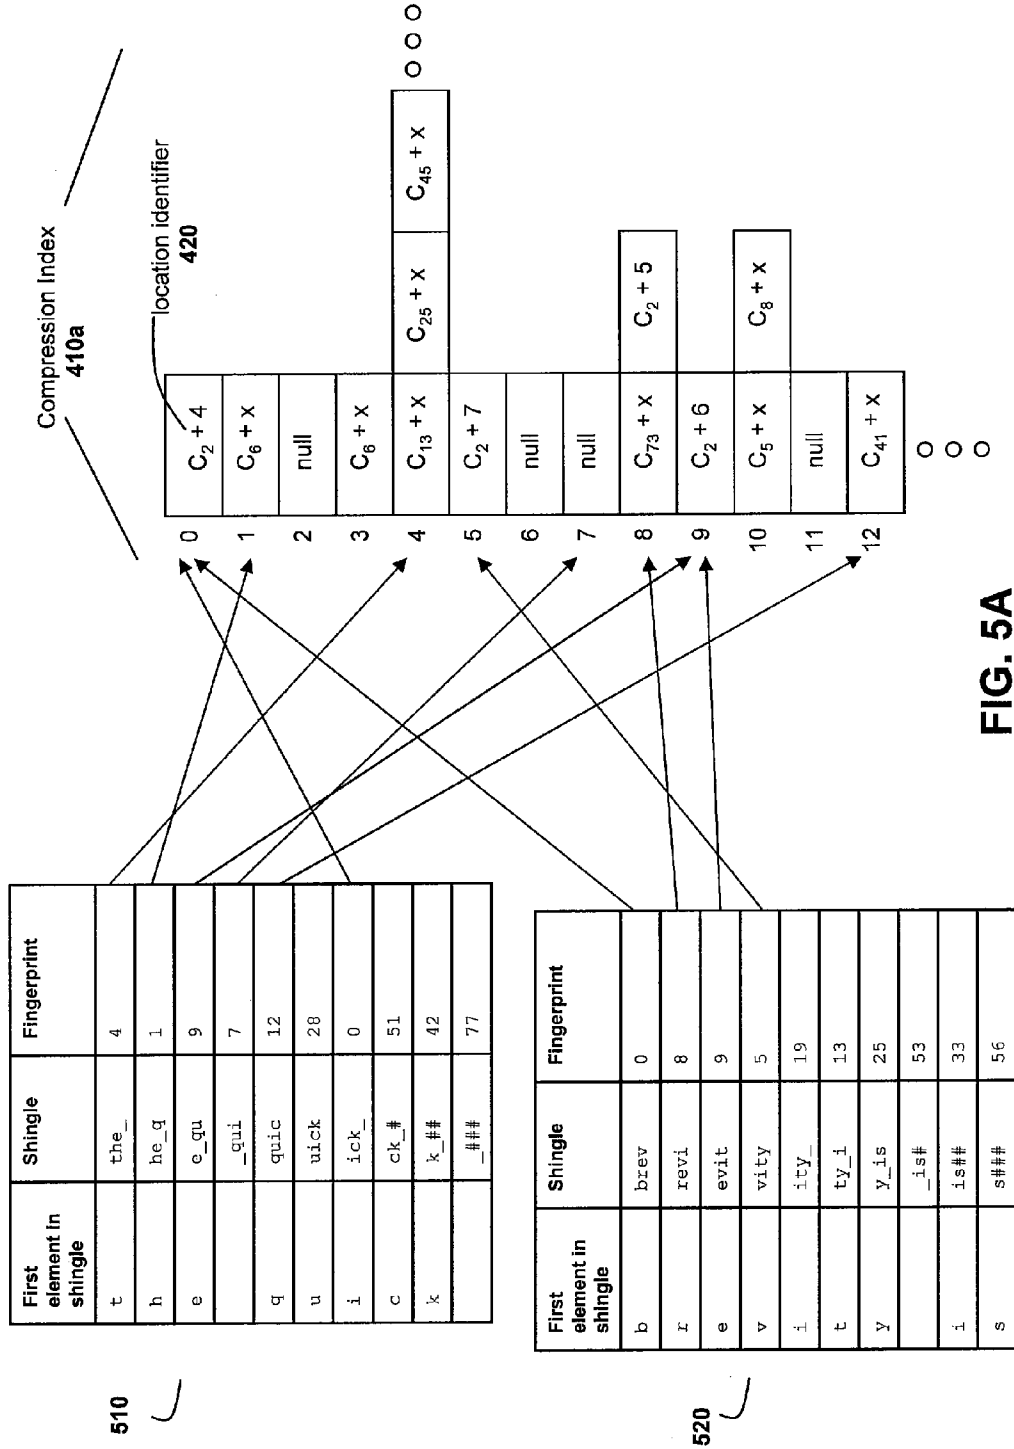 510
First element in shingle Shingle Fingerprint
t the_ 4
h he_q 1
e e_qu 9
_qui 7
q quic 12
u uick 28
i ick_ 0
c ck_# 51
k k_## 42
_### 77
520
First element in shingle Shingle Fingerprint
b brev 0
r revi 8
e evit 9
v vity 5
i ity_ 19
t ty_i 13
y y_is 25
_is# 53
i is## 33
s s### 56
Compression Index
410a
location identifier
420
0 C2 + 4
1 C6 + x
2 null
3 C6 + x
4 C13 + x C25 + x C45 + x
5 C2 + 7
6 null
7 null
8 C73 + x C2 + 5
9 C2 + 6
10 C5 + x C8 + x
11 null
12 C41 + x
FIG. 5A